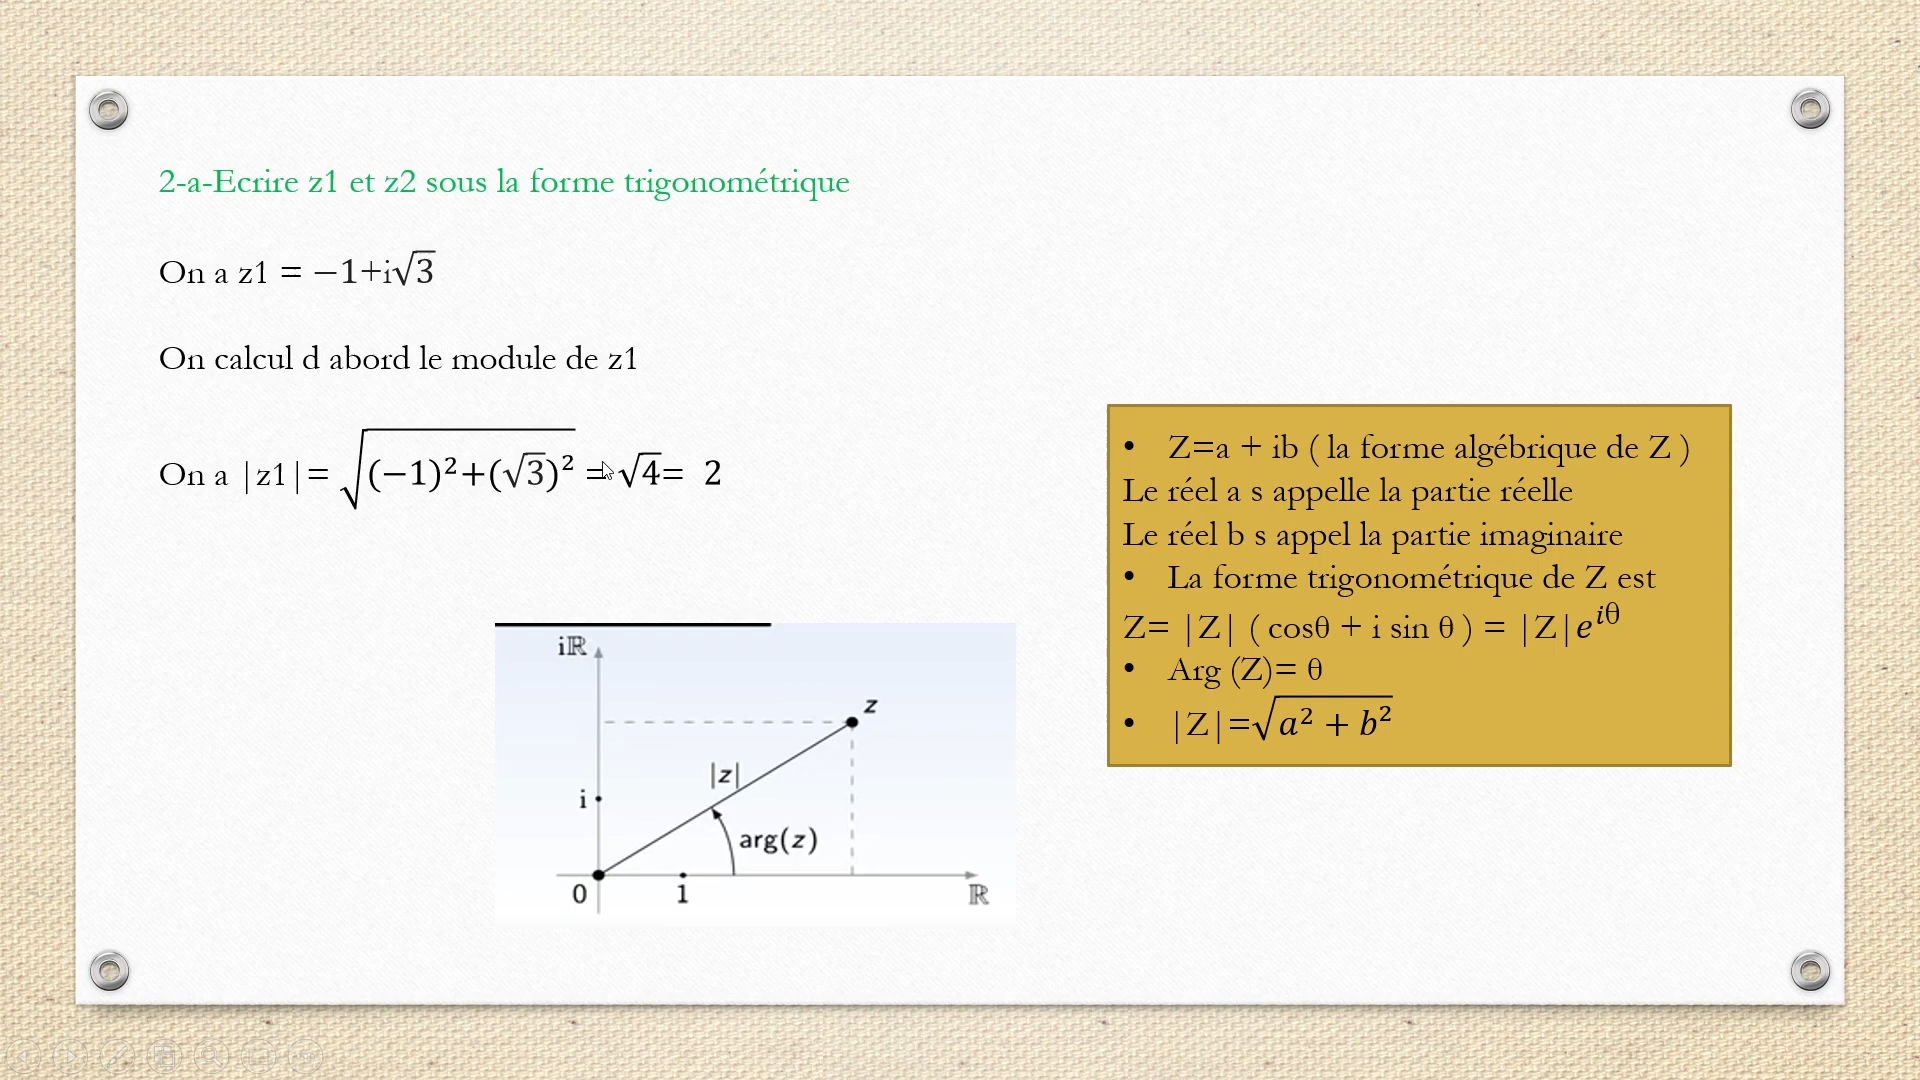 2-a-Ecrire z1 et z2 sous la forme trigonométrique
On a z1 = −1+i√3
On calcul d abord le module de z1
On a |z1|= √((−1)²+(√3)²) = √4= 2
• Z=a + ib ( la forme algébrique de Z )
Le réel a s appelle la partie réelle
Le réel b s appel la partie imaginaire
• La forme trigonométrique de Z est
Z= |Z| ( cosθ + i sin θ ) = |Z|e^{iθ}
• Arg (Z)= θ
• |Z|=√(a² + b²)
iℝ
z
|z|
i
arg(z)
0
1
ℝ